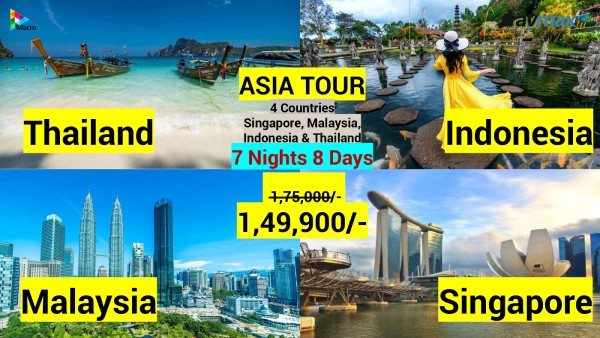 Macro
ASIA TOUR
4 Countries
Singapore, Malaysia,
Indonesia & Thailand
7 Nights 8 Days
Thailand
Indonesia
1,75,000/-
1,49,900/-
Malaysia
Singapore